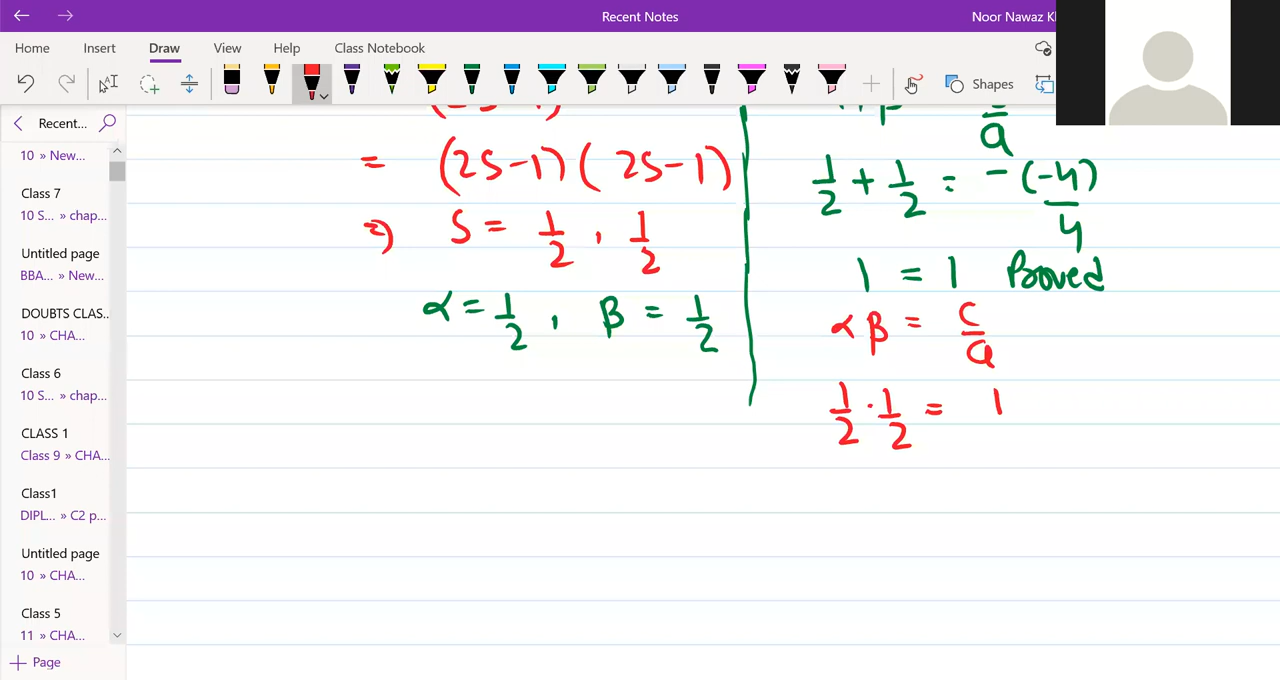 Recent Notes
Noor Nawaz Kh
Home Insert Draw View Help Class Notebook
Shapes
Recent...
10 » New...
Class 7
10 S... » chap...
Untitled page
BBA... » New...
DOUBTS CLAS..
10 » CHA...
Class 6
10 S... » chap...
CLASS 1
Class 9 » CHA...
Class1
DIPL... » C2 p...
Untitled page
10 » CHA...
Class 5
11 » CHA...
+ Page
= (2S-1)(2S-1)
⇒ S = 1/2, 1/2
α = 1/2, β = 1/2
a
1/2 + 1/2 = -(-4)/4
1 = 1 Proved
αβ = c/a
1/2 · 1/2 = 1